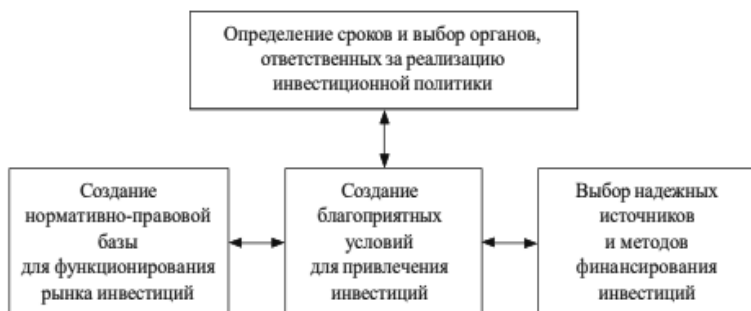 Определение сроков и выбор органов,
ответственных за реализацию
инвестиционной политики
Создание
нормативно-правовой
базы
для функционирования
рынка инвестиций
Создание
благоприятных
условий
для привлечения
инвестиций
Выбор надежных
источников
и методов
финансирования
инвестиций